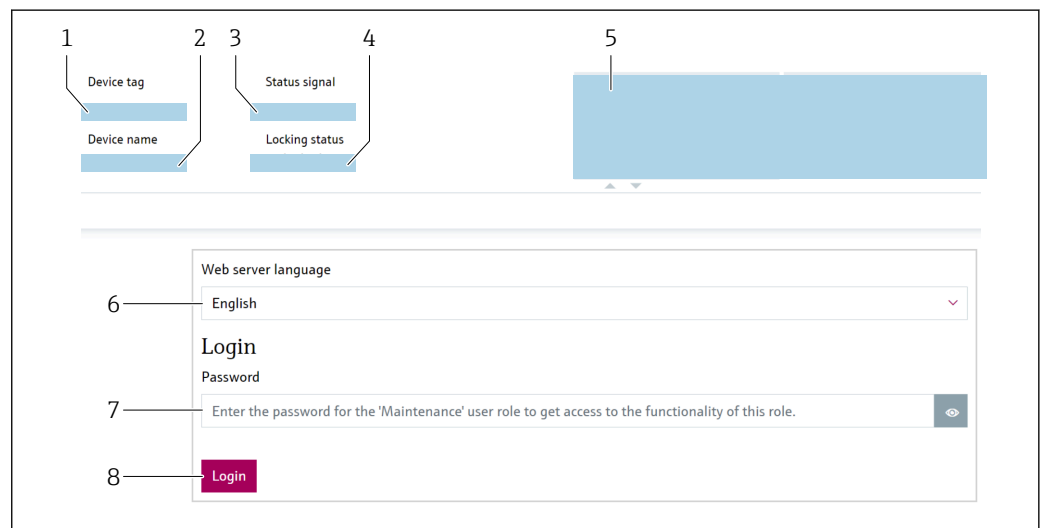 1 2 3 4 5
Device tag Status signal
Device name Locking status
Web server language
6 English
Login
Password
7 Enter the password for the 'Maintenance' user role to get access to the functionality of this role.
8 Login